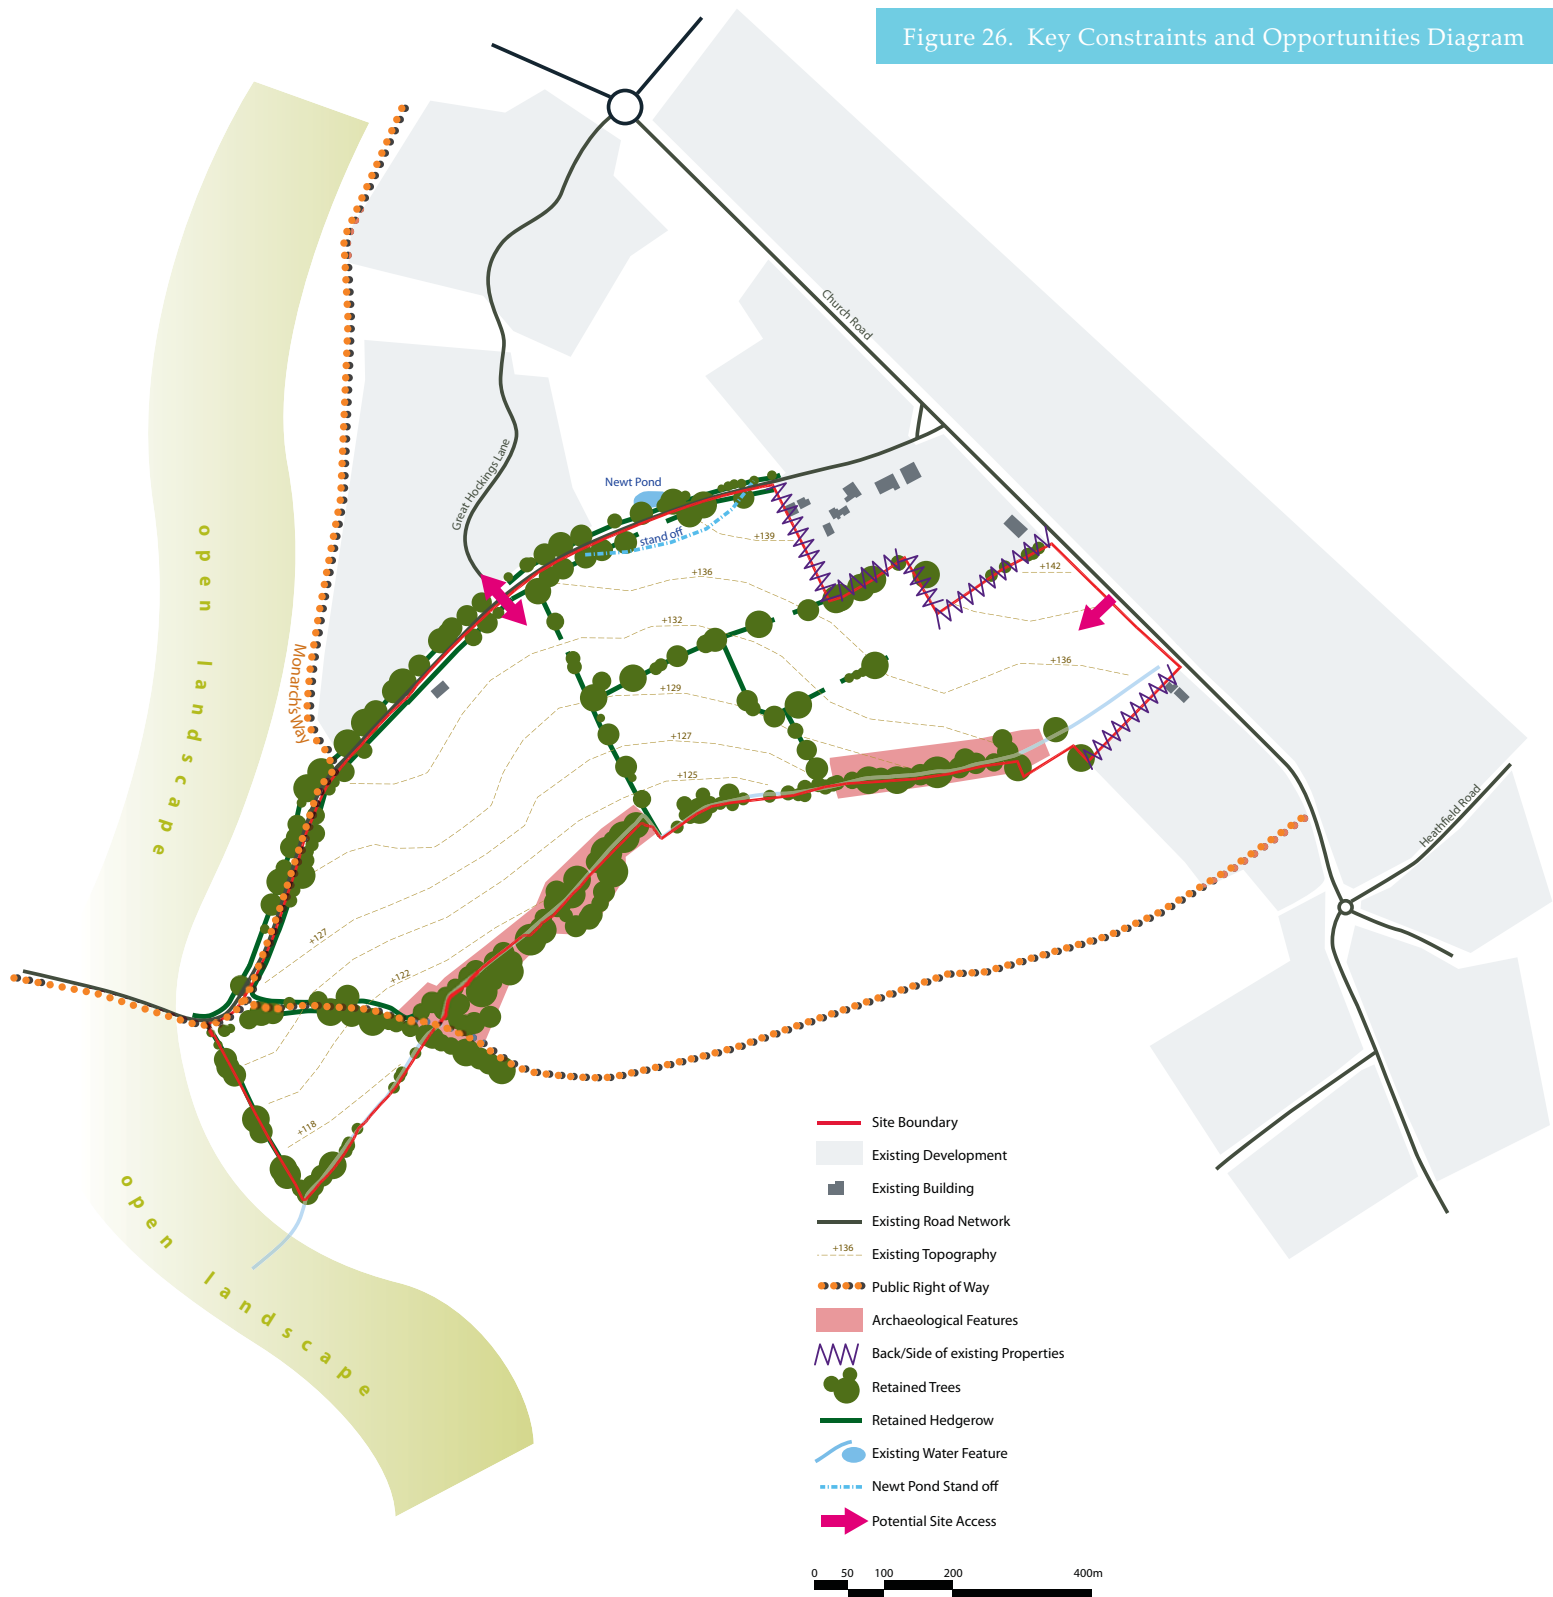 Figure 26. Key Constraints and Opportunities Diagram
Church Road
Great Hockings Lane
Newt Pond
stand off
+139
+136
+142
+132
+136
+129
+127
+125
Monarch's Way
open landscape
Heathfield Road
+127
+122
+118
open landscape
Site Boundary
Existing Development
Existing Building
Existing Road Network
+136
Existing Topography
Public Right of Way
Archaeological Features
Back/Side of existing Properties
Retained Trees
Retained Hedgerow
Existing Water Feature
Newt Pond Stand off
Potential Site Access
0 50 100 200 400m